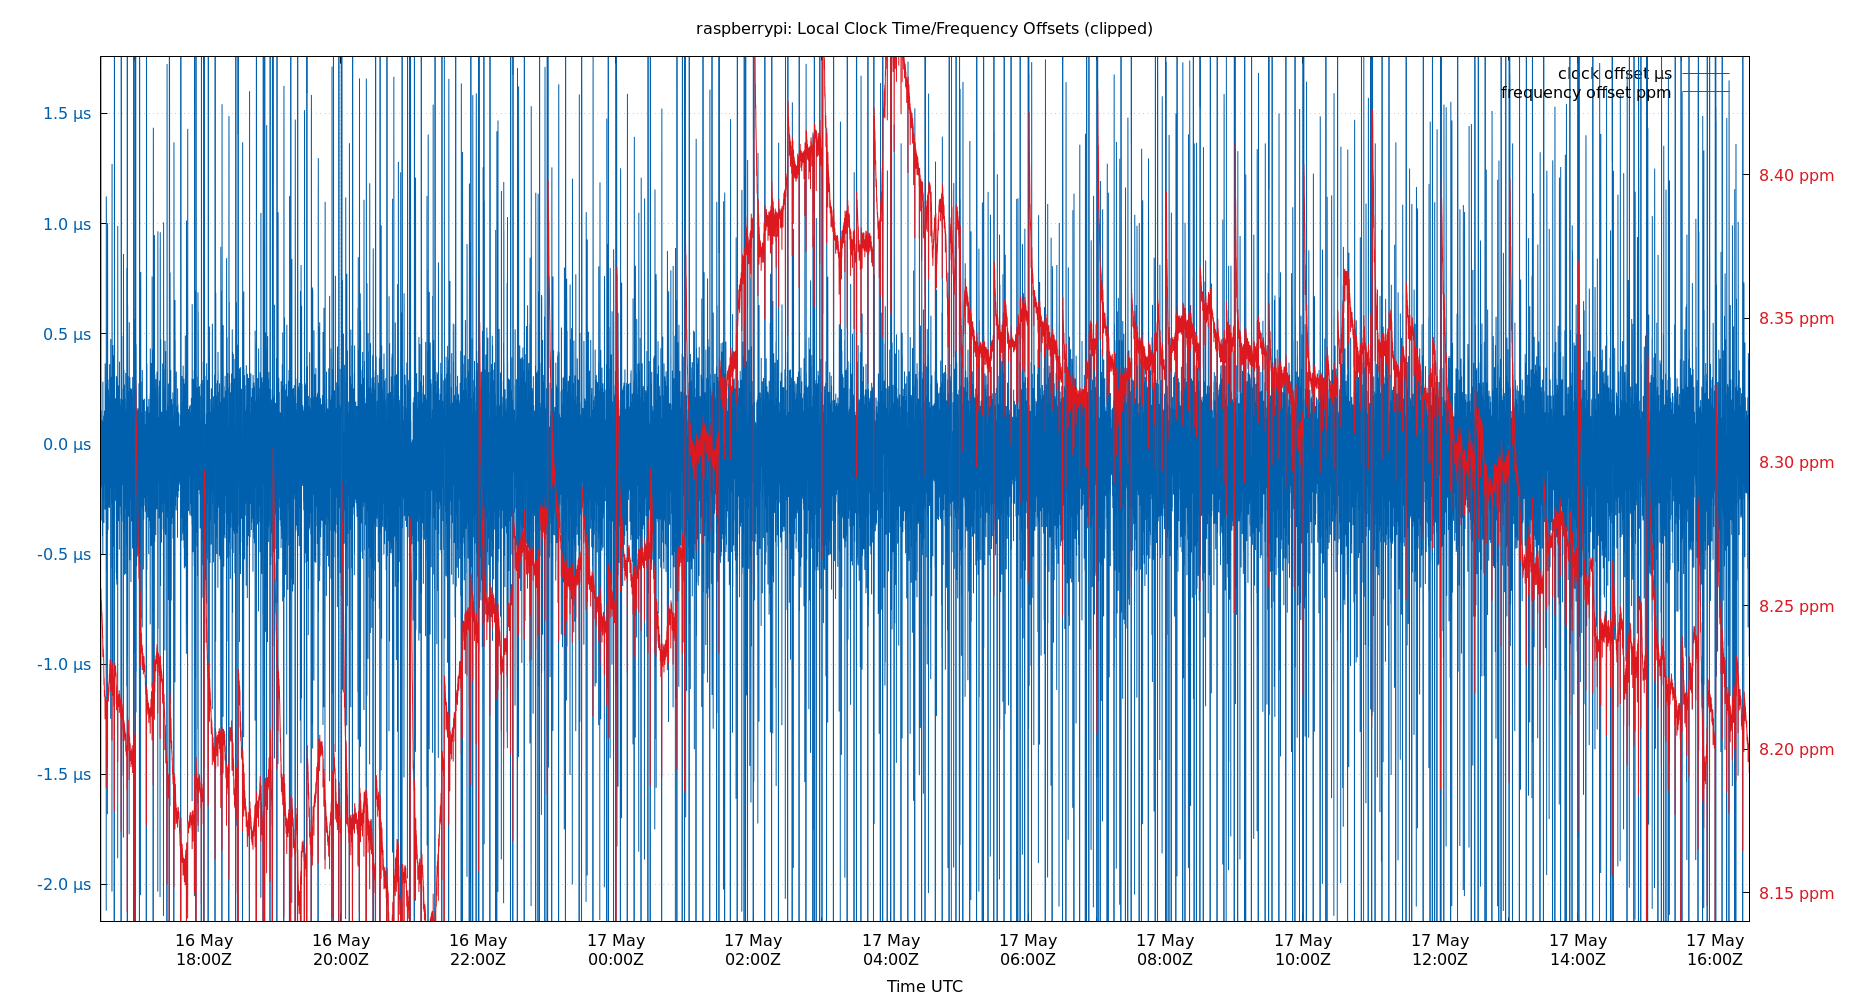 raspberrypi: Local Clock Time/Frequency Offsets (clipped)
clock offset µs
frequency offset ppm
1.5 µs
1.0 µs
0.5 µs
0.0 µs
-0.5 µs
-1.0 µs
-1.5 µs
-2.0 µs
8.40 ppm
8.35 ppm
8.30 ppm
8.25 ppm
8.20 ppm
8.15 ppm
16 May 16 May 16 May 17 May 17 May 17 May 17 May 17 May 17 May 17 May 17 May 17 May
18:00Z 20:00Z 22:00Z 00:00Z 02:00Z 04:00Z 06:00Z 08:00Z 10:00Z 12:00Z 14:00Z 16:00Z
Time UTC